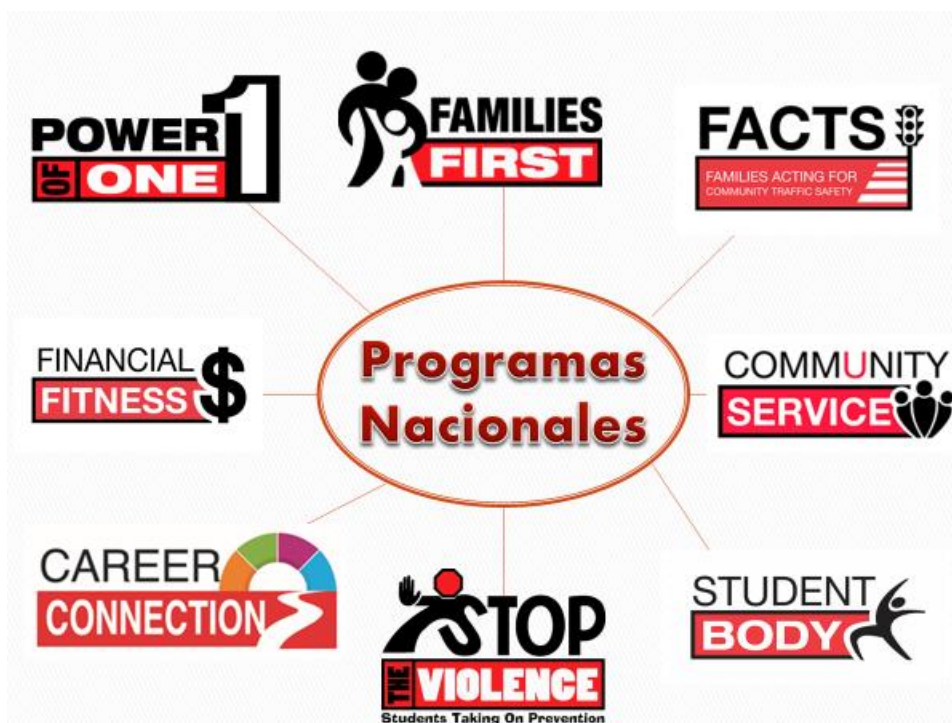 POWER 1
OF ONE
FAMILIES
FIRST
FACTS
FAMILIES ACTING FOR
COMMUNITY TRAFFIC SAFETY
FINANCIAL
FITNESS $
Programas
Nacionales
COMMUNITY
SERVICE
CAREER
CONNECTION
STOP
THE VIOLENCE
Students Taking On Prevention
STUDENT
BODY